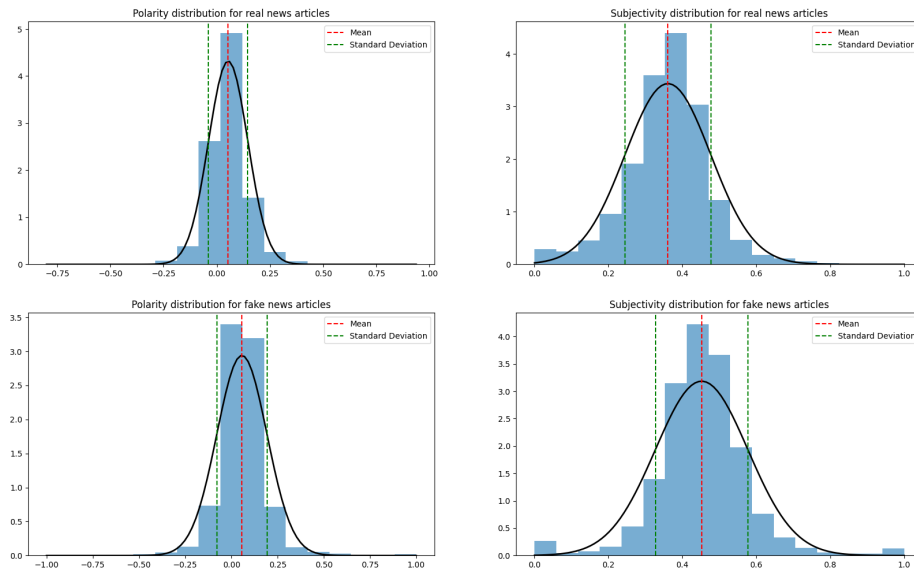 Polarity distribution for real news articles
Mean
Standard Deviation
5
4
3
2
1
0
−0.75 −0.50 −0.25 0.00 0.25 0.50 0.75 1.00
Subjectivity distribution for real news articles
Mean
Standard Deviation
4
3
2
1
0
0.0 0.2 0.4 0.6 0.8 1.0
Polarity distribution for fake news articles
Mean
Standard Deviation
3.5
3.0
2.5
2.0
1.5
1.0
0.5
0.0
−1.00 −0.75 −0.50 −0.25 0.00 0.25 0.50 0.75 1.00
Subjectivity distribution for fake news articles
Mean
Standard Deviation
4.0
3.5
3.0
2.5
2.0
1.5
1.0
0.5
0.0
0.0 0.2 0.4 0.6 0.8 1.0